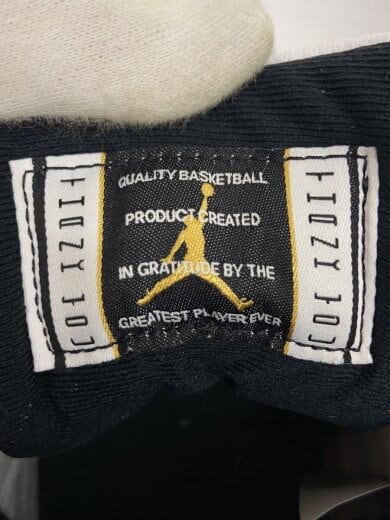 QUALITY BASKETBALL
PRODUCT CREATED
IN GRATITUDE BY THE
GREATEST PLAYER EVER